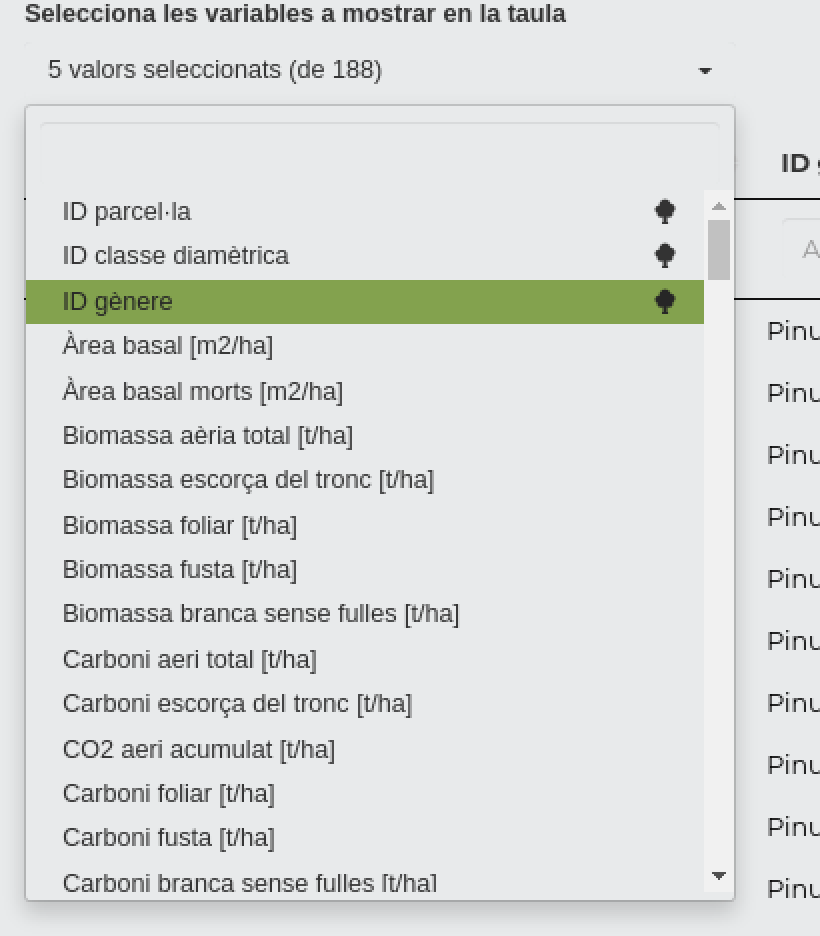 Selecciona les variables a mostrar en la taula
5 valors seleccionats (de 188)
ID
ID parcel·la
ID classe diamètrica
ID gènere
Àrea basal [m2/ha]
Àrea basal morts [m2/ha]
Biomassa aèria total [t/ha]
Biomassa escorça del tronc [t/ha]
Biomassa foliar [t/ha]
Biomassa fusta [t/ha]
Biomassa branca sense fulles [t/ha]
Carboni aeri total [t/ha]
Carboni escorça del tronc [t/ha]
CO2 aeri acumulat [t/ha]
Carboni foliar [t/ha]
Carboni fusta [t/ha]
Carboni branca sense fulles [t/ha]
A
Pinu
Pinu
Pinu
Pinu
Pinu
Pinu
Pinu
Pinu
Pinu
Pinu